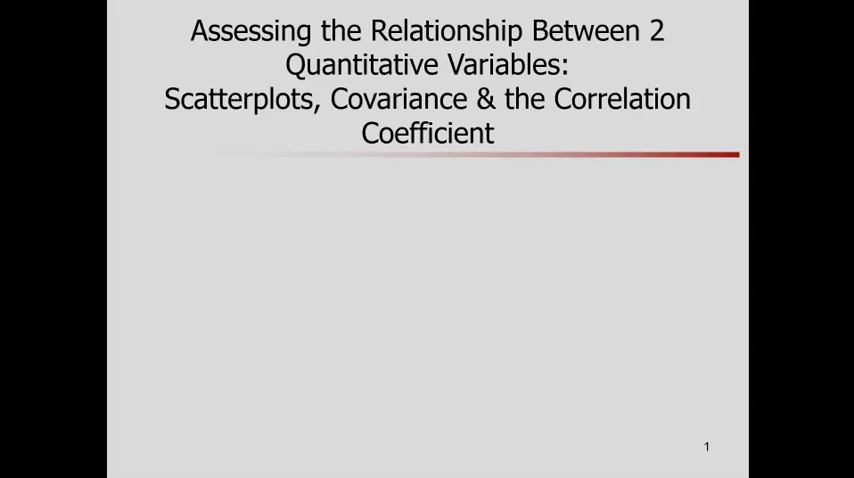 Assessing the Relationship Between 2
Quantitative Variables:
Scatterplots, Covariance & the Correlation
Coefficient
1